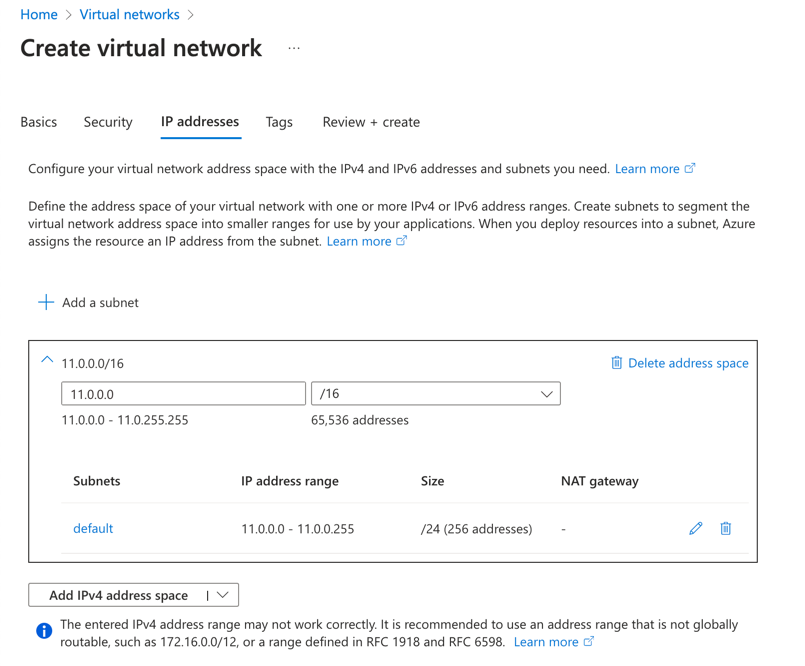 Home > Virtual networks >
Create virtual network ...
Basics Security IP addresses Tags Review + create
Configure your virtual network address space with the IPv4 and IPv6 addresses and subnets you need. Learn more
Define the address space of your virtual network with one or more IPv4 or IPv6 address ranges. Create subnets to segment the
virtual network address space into smaller ranges for use by your applications. When you deploy resources into a subnet, Azure
assigns the resource an IP address from the subnet. Learn more
+ Add a subnet
11.0.0.0/16 Delete address space
11.0.0.0 /16
11.0.0.0 - 11.0.255.255 65,536 addresses
Subnets IP address range Size NAT gateway
default 11.0.0.0 - 11.0.0.255 /24 (256 addresses) -
Add IPv4 address space |
The entered IPv4 address range may not work correctly. It is recommended to use an address range that is not globally
routable, such as 172.16.0.0/12, or a range defined in RFC 1918 and RFC 6598. Learn more